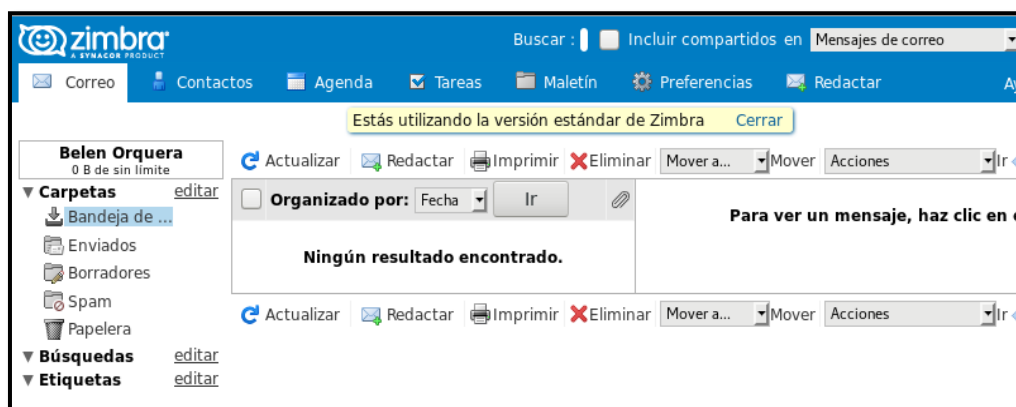 zimbra
A SYNACOR PRODUCT
Buscar : Incluir compartidos en Mensajes de correo
Correo Contactos Agenda Tareas Maletín Preferencias Redactar
Estás utilizando la versión estándar de Zimbra Cerrar
Belen Orquera
0 B de sin límite
Carpetas editar
Bandeja de ...
Enviados
Borradores
Spam
Papelera
Búsquedas editar
Etiquetas editar
Actualizar Redactar Imprimir Eliminar Mover a... Mover Acciones Ir
Organizado por: Fecha Ir
Ningún resultado encontrado.
Para ver un mensaje, haz clic en
Actualizar Redactar Imprimir Eliminar Mover a... Mover Acciones Ir